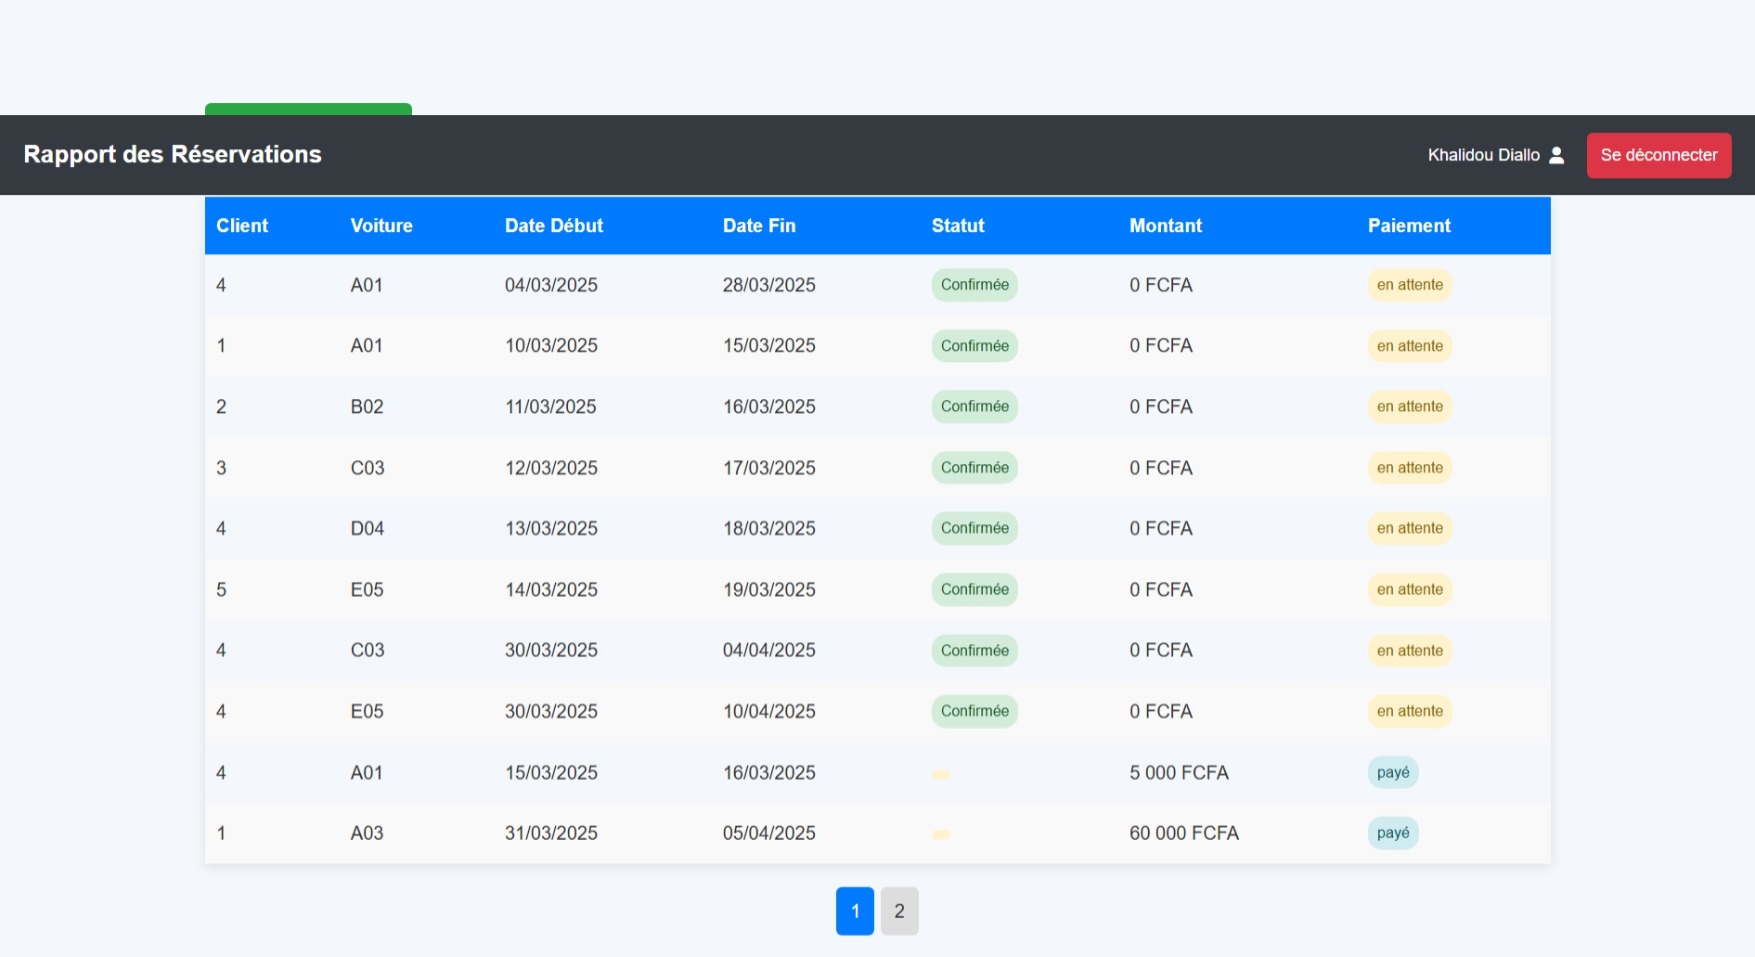 Rapport des Réservations
Khalidou Diallo
Se déconnecter
Client Voiture Date Début Date Fin Statut Montant Paiement
4 A01 04/03/2025 28/03/2025 Confirmée 0 FCFA en attente
1 A01 10/03/2025 15/03/2025 Confirmée 0 FCFA en attente
2 B02 11/03/2025 16/03/2025 Confirmée 0 FCFA en attente
3 C03 12/03/2025 17/03/2025 Confirmée 0 FCFA en attente
4 D04 13/03/2025 18/03/2025 Confirmée 0 FCFA en attente
5 E05 14/03/2025 19/03/2025 Confirmée 0 FCFA en attente
4 C03 30/03/2025 04/04/2025 Confirmée 0 FCFA en attente
4 E05 30/03/2025 10/04/2025 Confirmée 0 FCFA en attente
4 A01 15/03/2025 16/03/2025 5 000 FCFA payé
1 A03 31/03/2025 05/04/2025 60 000 FCFA payé
1 2